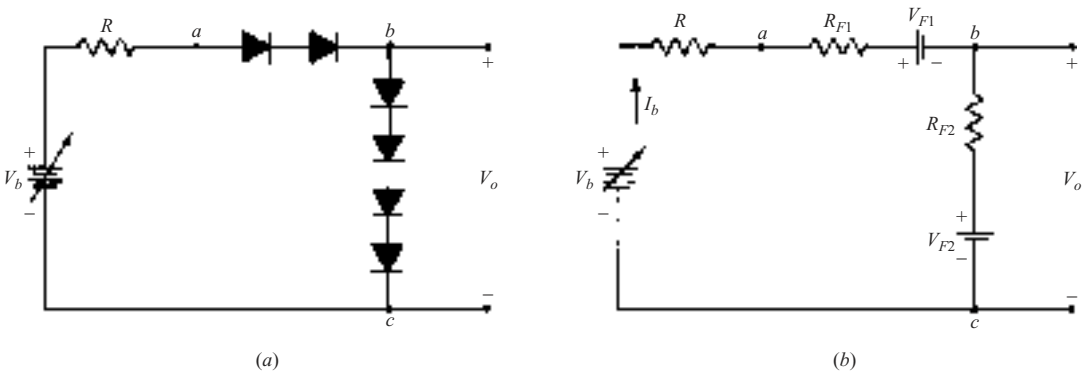 R a b
+
+
V_b V_o
−
−
c
(a)
V_F1
R a R_F1 b
+ − +
I_b R_F2
+
V_b V_o
+
− V_F2
−
−
c
(b)